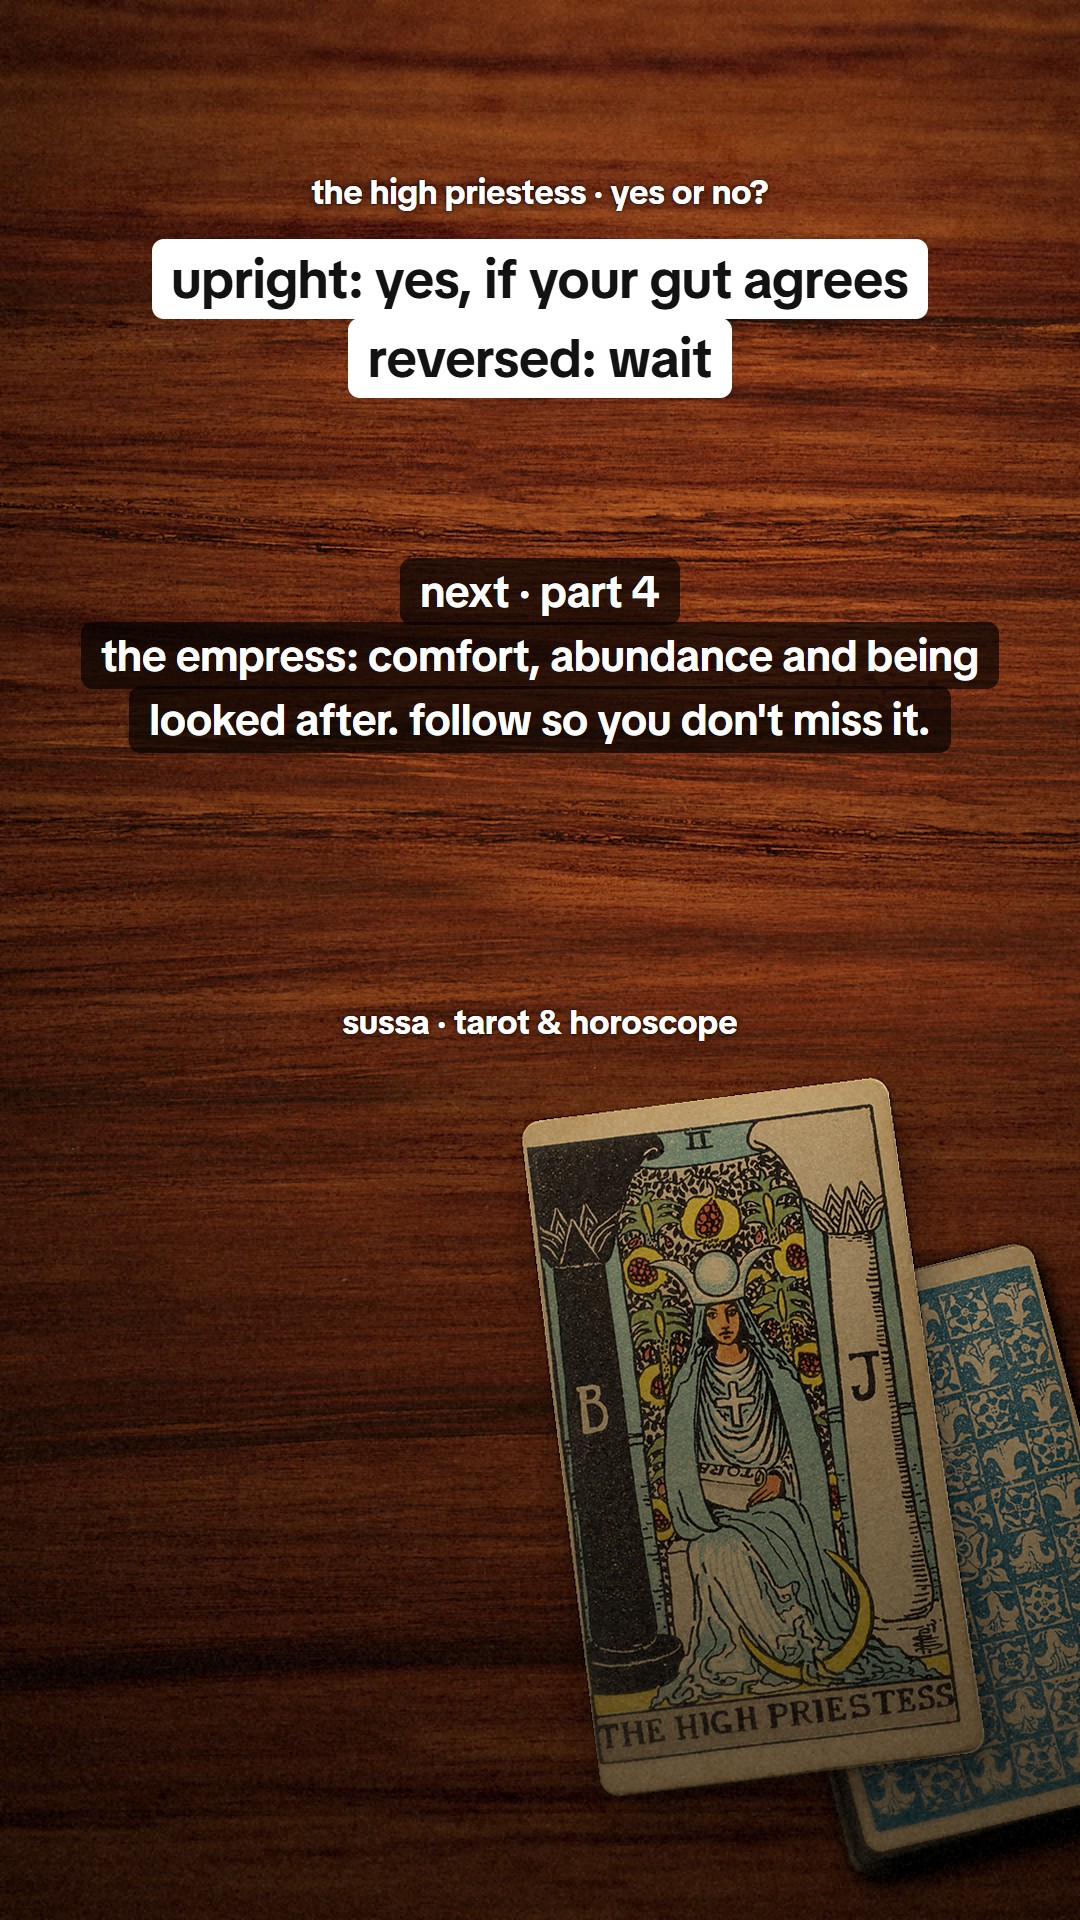 the high priestess · yes or no?
upright: yes, if your gut agrees
reversed: wait
next · part 4
the empress: comfort, abundance and being
looked after. follow so you don't miss it.
sussa · tarot & horoscope
II
B
J
TORA
THE HIGH PRIESTESS